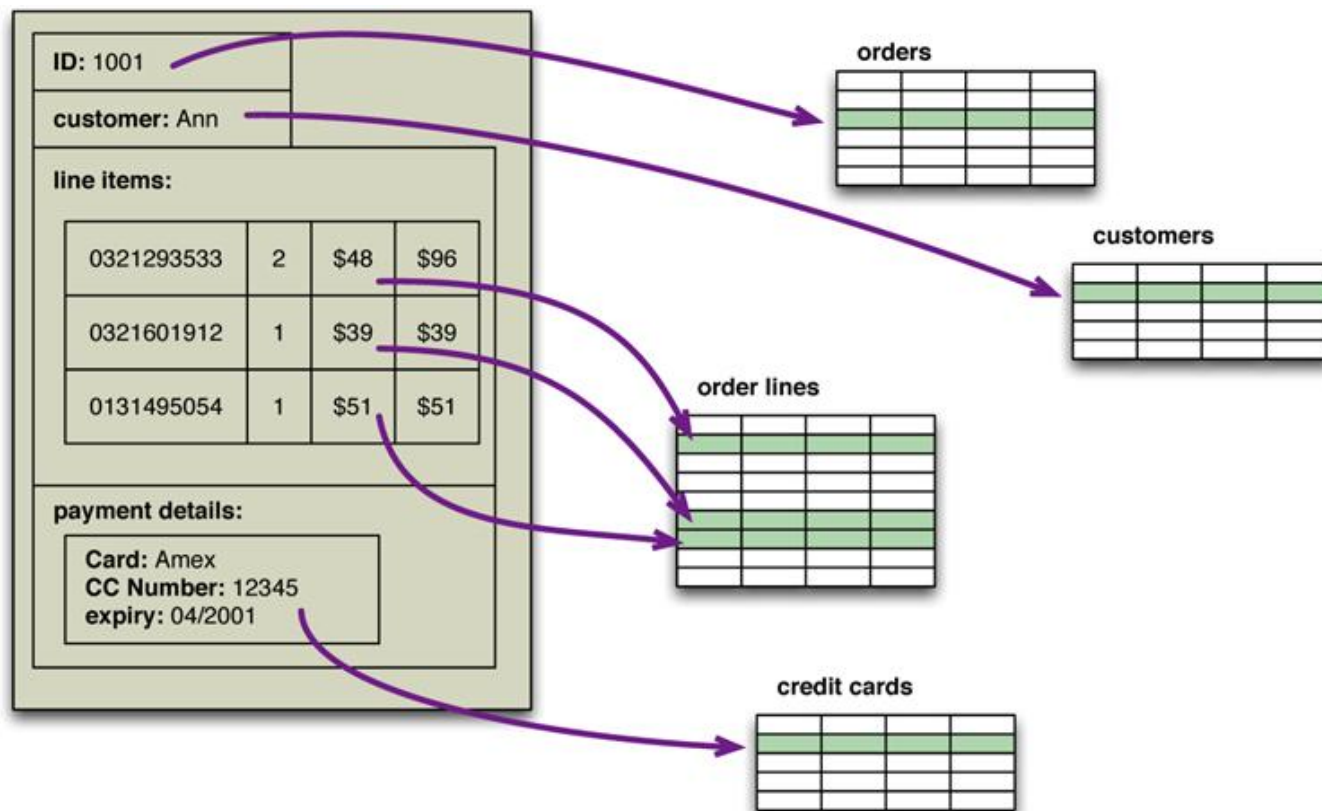 ID: 1001
customer: Ann
line items:
0321293533 2 $48 $96
0321601912 1 $39 $39
0131495054 1 $51 $51
payment details:
Card: Amex
CC Number: 12345
expiry: 04/2001
orders
customers
order lines
credit cards